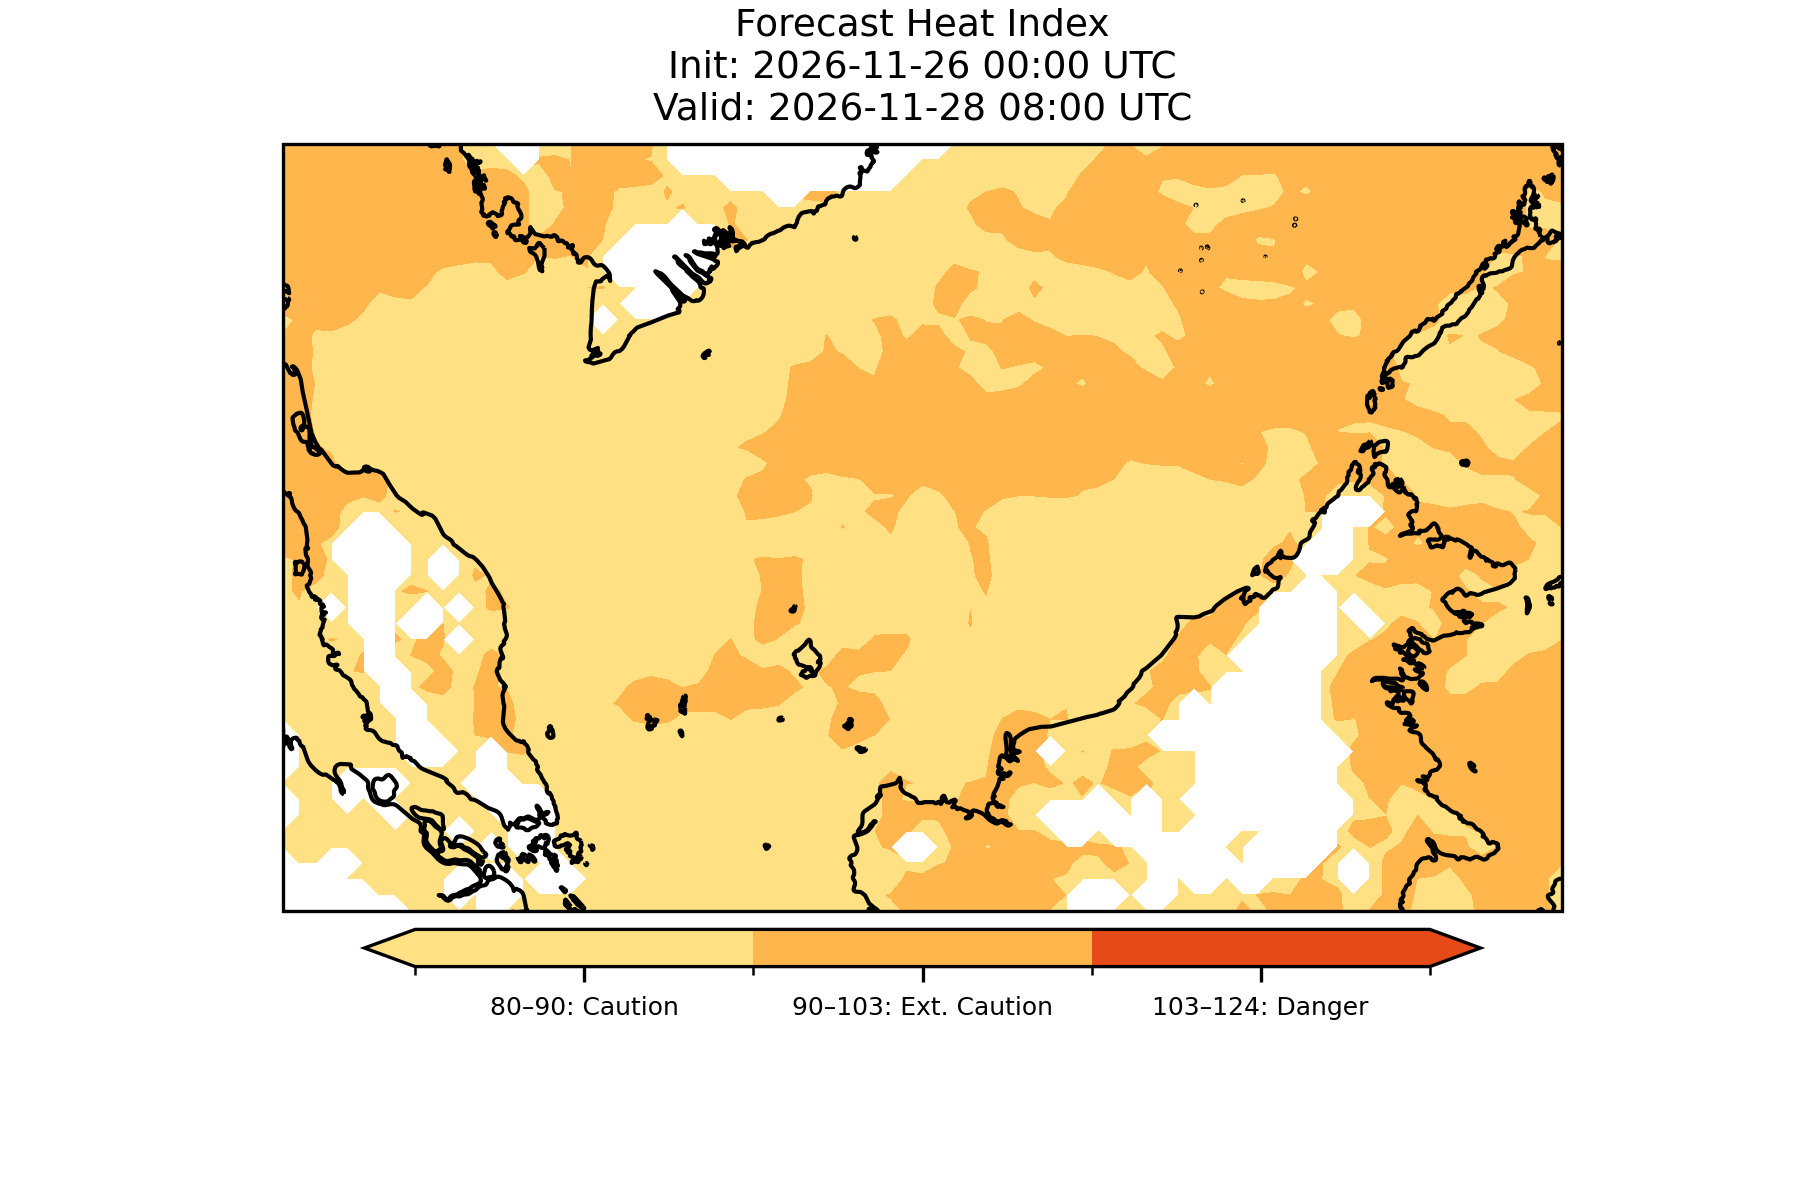 Forecast Heat Index
Init: 2026-11-26 00:00 UTC
Valid: 2026-11-28 08:00 UTC
80–90: Caution
90–103: Ext. Caution
103–124: Danger